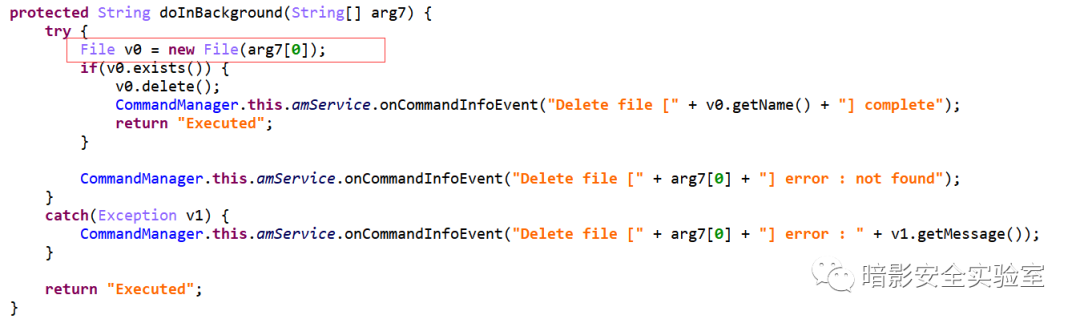 protected String doInBackground(String[] arg7) {
    try {
        File v0 = new File(arg7[0]);
        if(v0.exists()) {
            v0.delete();
            CommandManager.this.amService.onCommandInfoEvent("Delete file [" + v0.getName() + "] complete");
            return "Executed";
        }

        CommandManager.this.amService.onCommandInfoEvent("Delete file [" + arg7[0] + "] error : not found");
    }
    catch(Exception v1) {
        CommandManager.this.amService.onCommandInfoEvent("Delete file [" + arg7[0] + "] error : " + v1.getMessage());
    }

    return "Executed";
}
暗影安全实验室